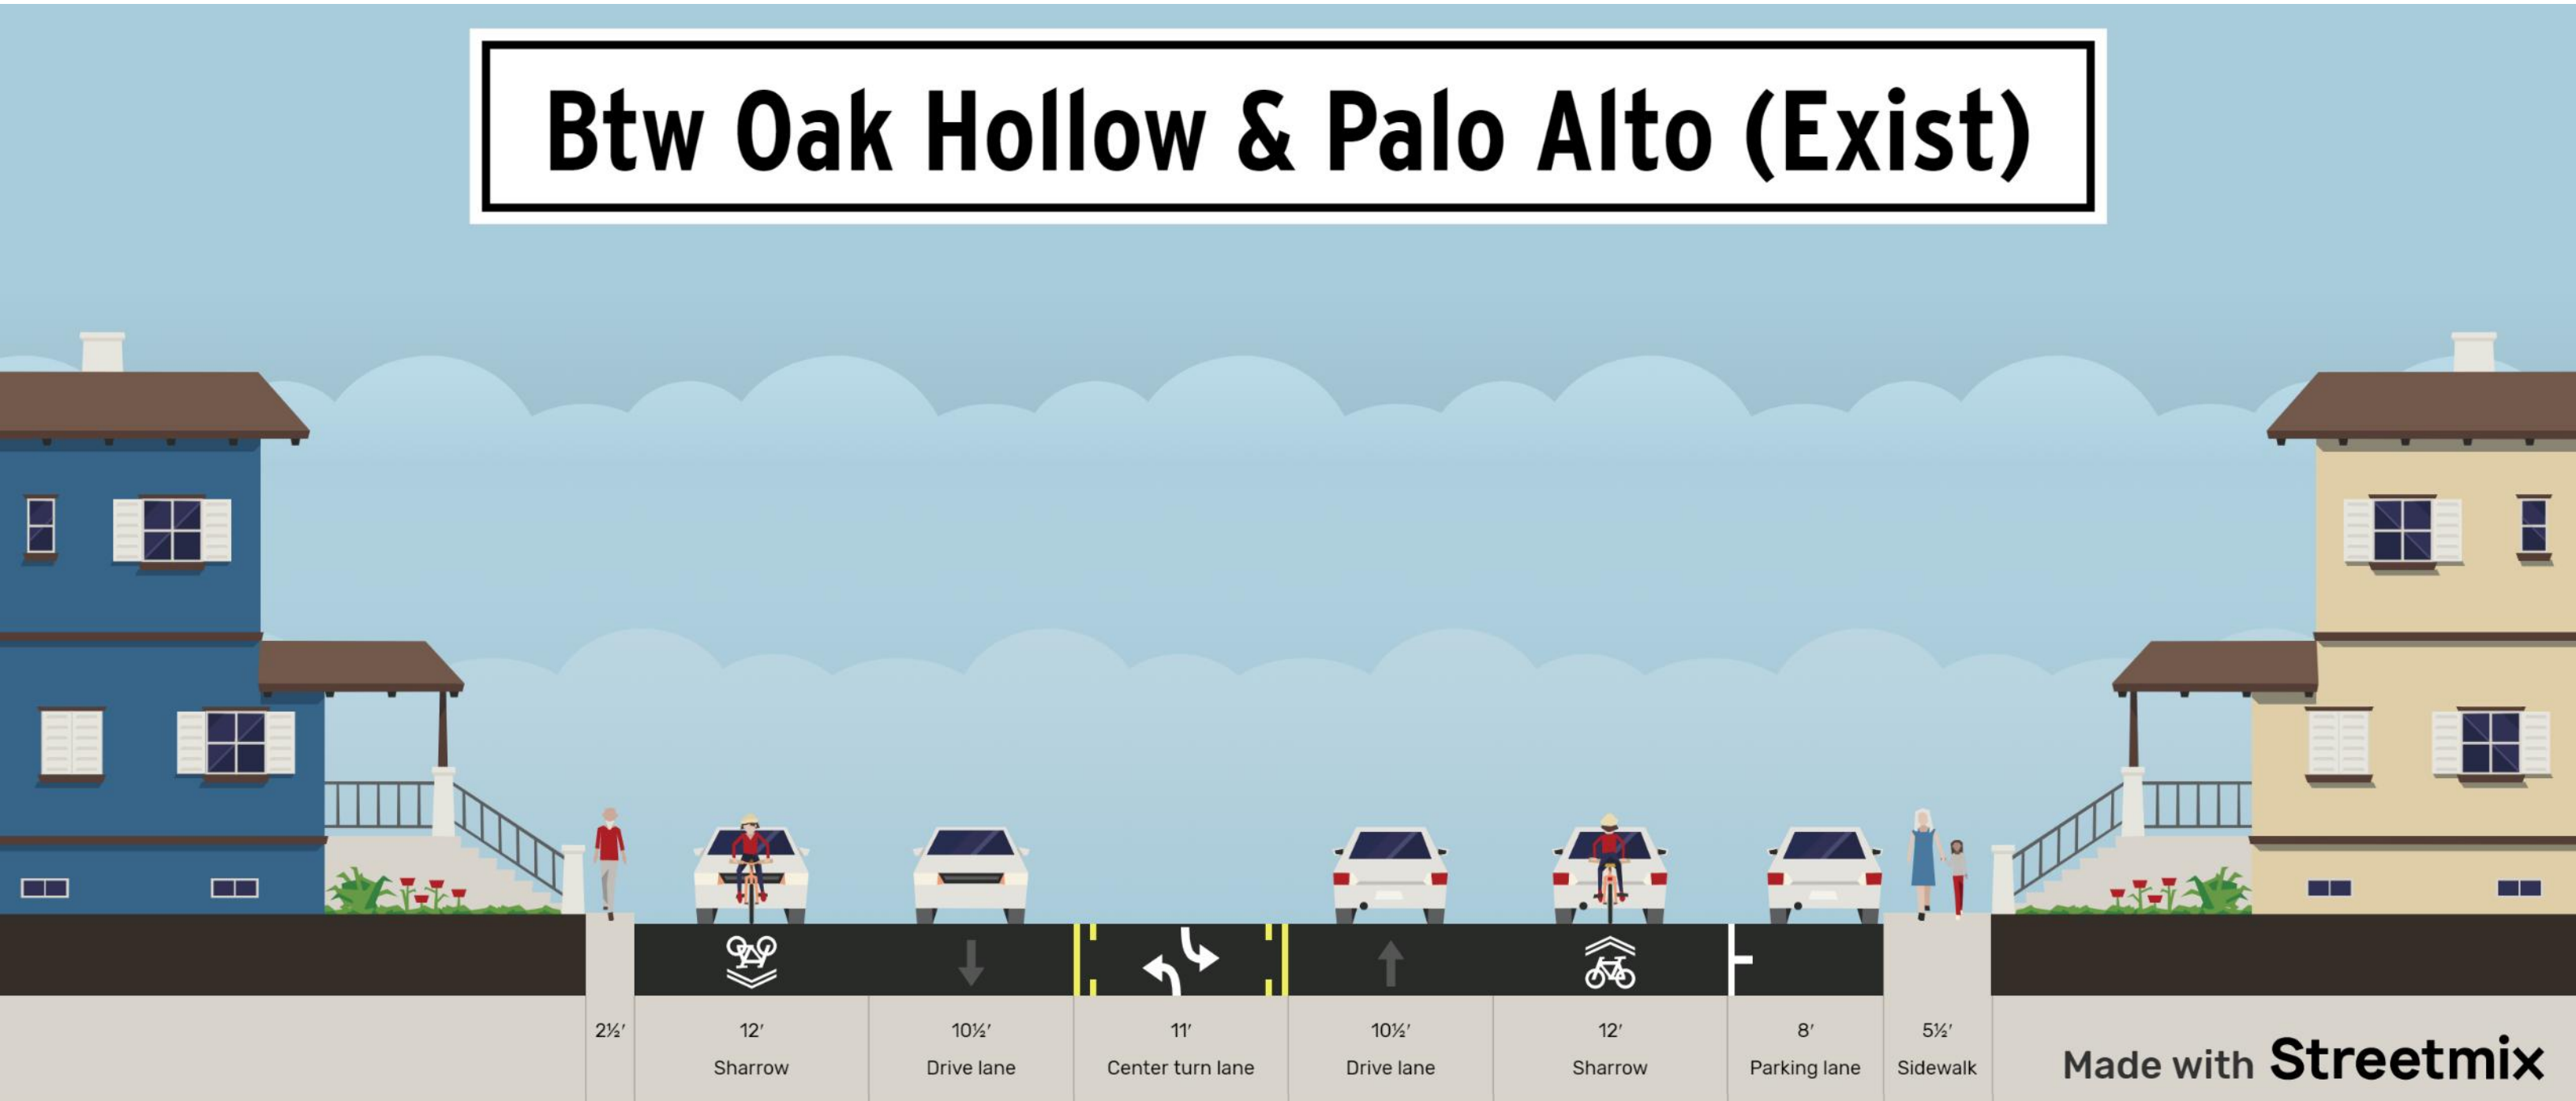 Btw Oak Hollow & Palo Alto (Exist)
2½′ 12′ 10½′ 11′ 10½′ 12′ 8′ 5½′
Sharrow Drive lane Center turn lane Drive lane Sharrow Parking lane Sidewalk
Made with Streetmix